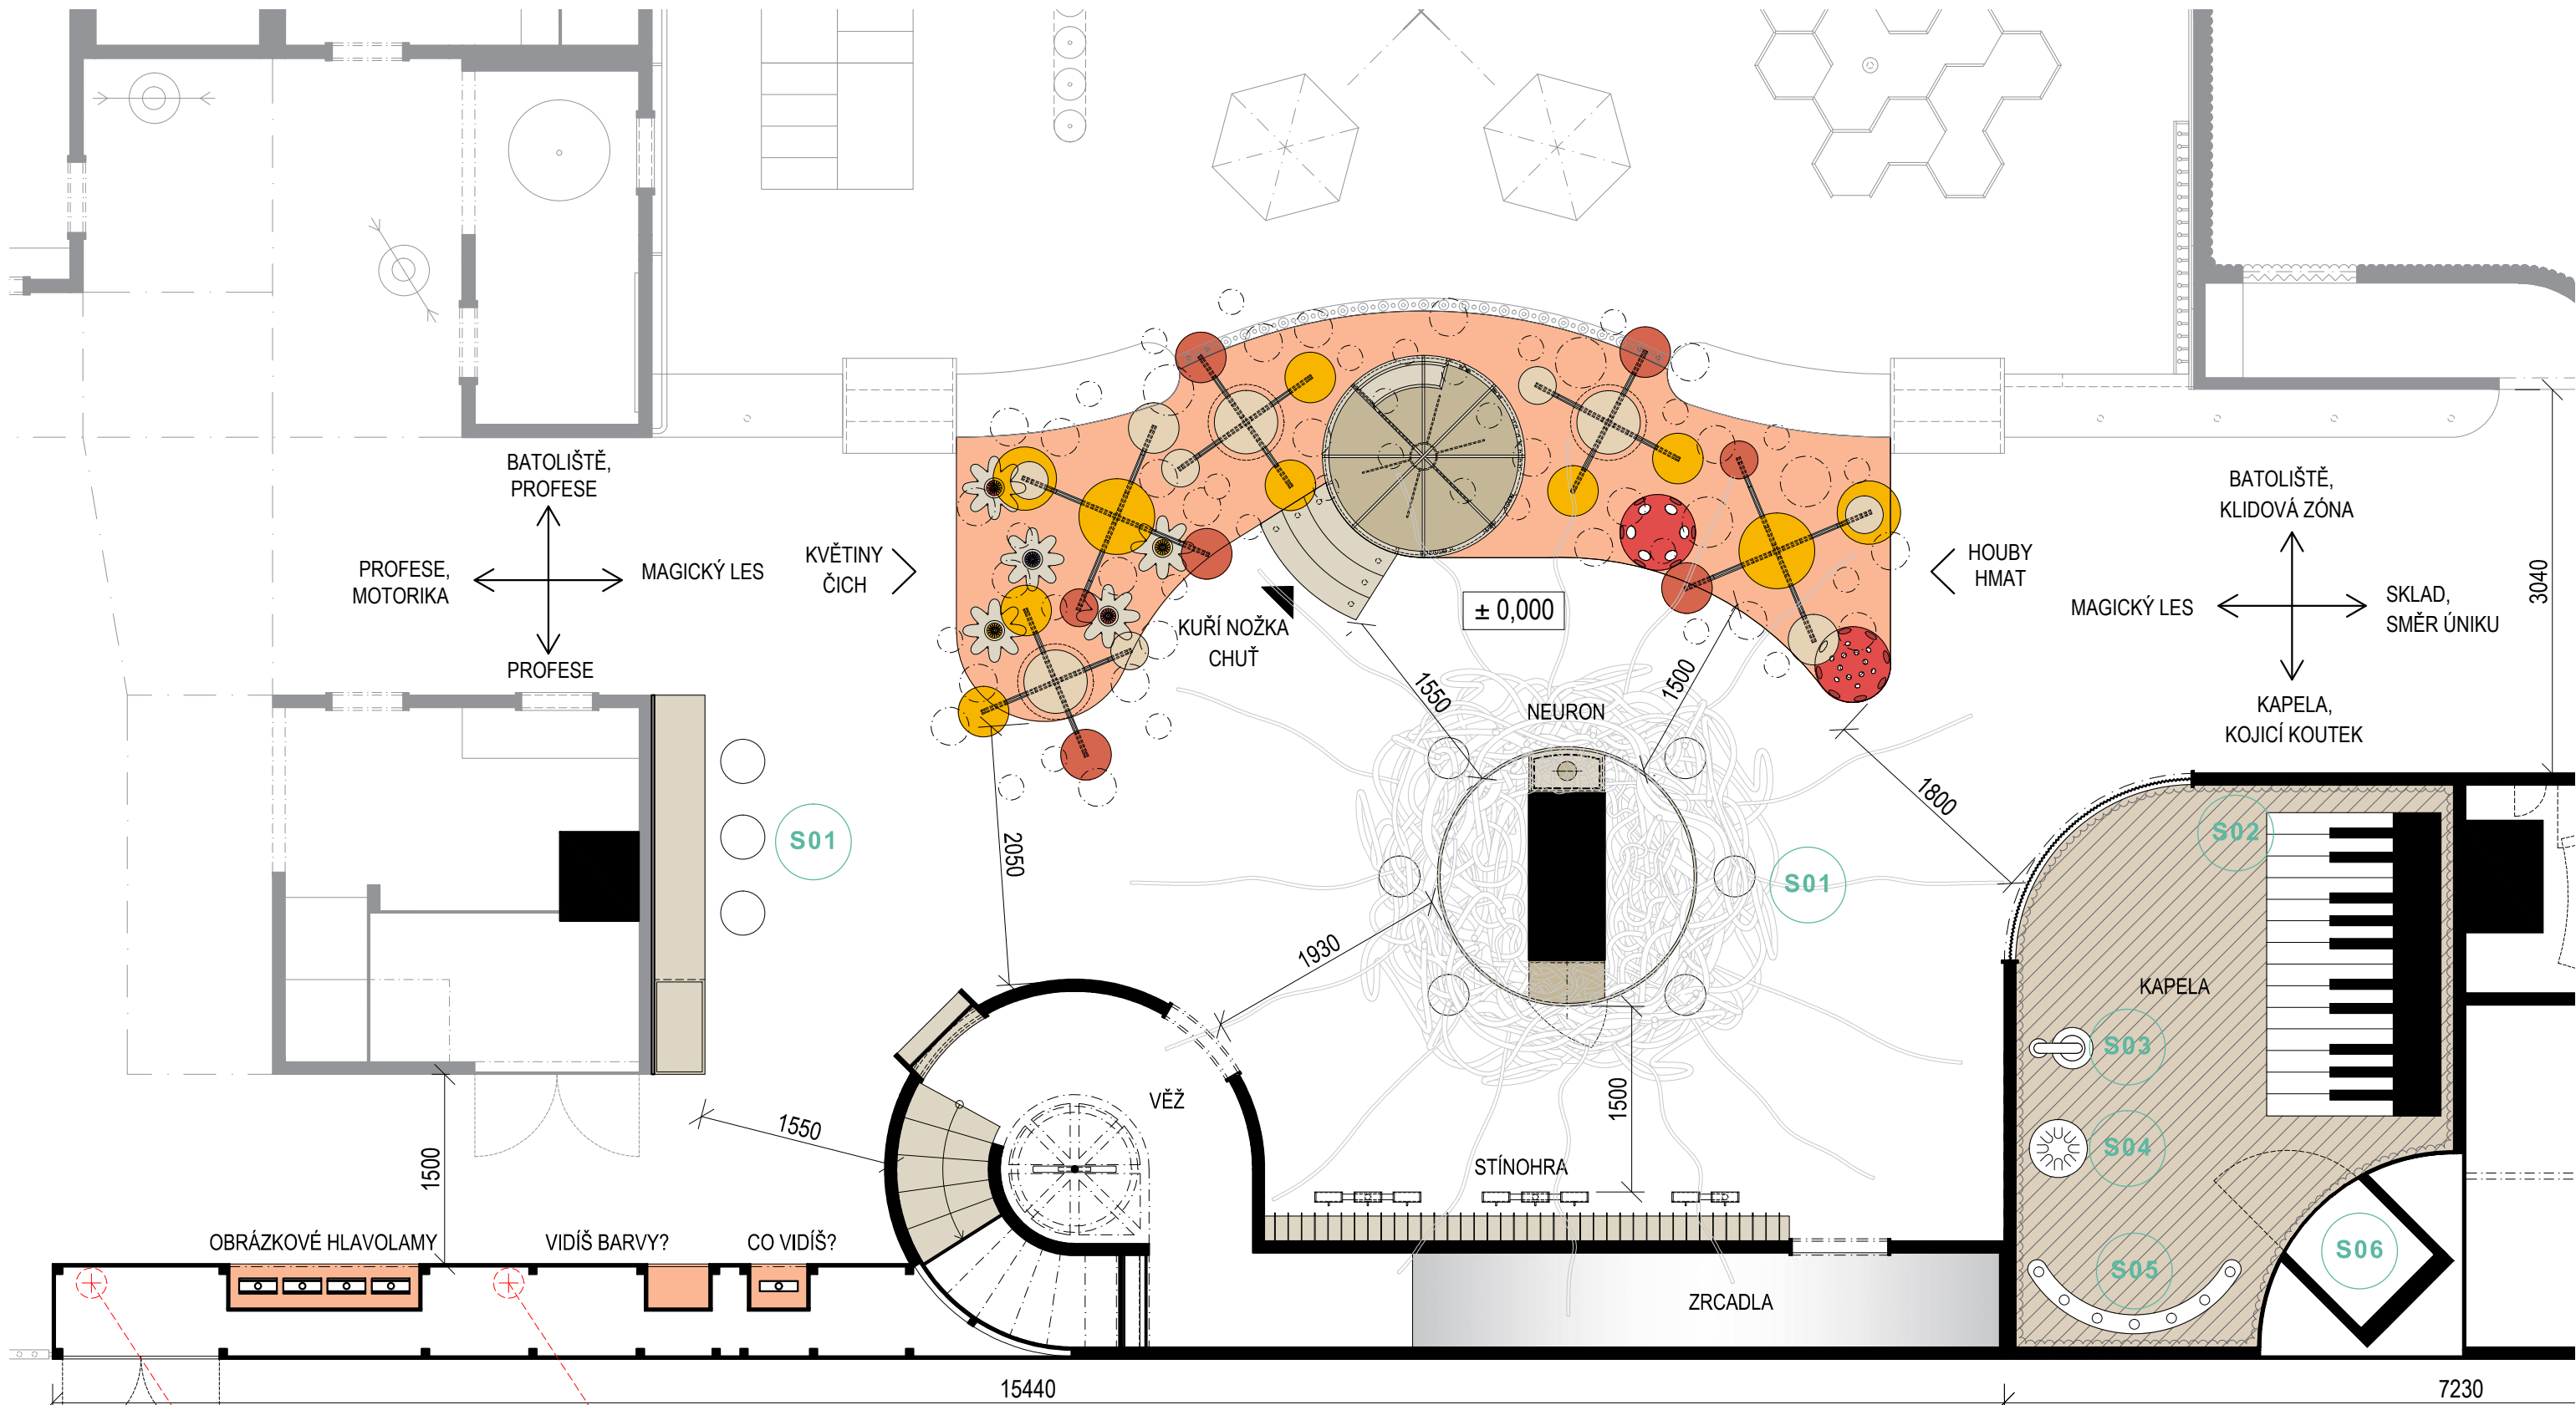 BATOLIŠTĚ,
PROFESE
PROFESE,
MOTORIKA
MAGICKÝ LES
PROFESE
KVĚTINY
ČICH
KUŘÍ NOŽKA
CHUŤ
± 0,000
HOUBY
HMAT
BATOLIŠTĚ,
KLIDOVÁ ZÓNA
MAGICKÝ LES
SKLAD,
SMĚR ÚNIKU
KAPELA,
KOJICÍ KOUTEK
3040
1550
1500
NEURON
1800
2050
S01
S01
S02
1930
KAPELA
S03
VĚŽ
1500
1550
1500
S04
STÍNOHRA
OBRÁZKOVÉ HLAVOLAMY
VIDÍŠ BARVY?
CO VIDÍŠ?
S05
S06
ZRCADLA
15440
7230